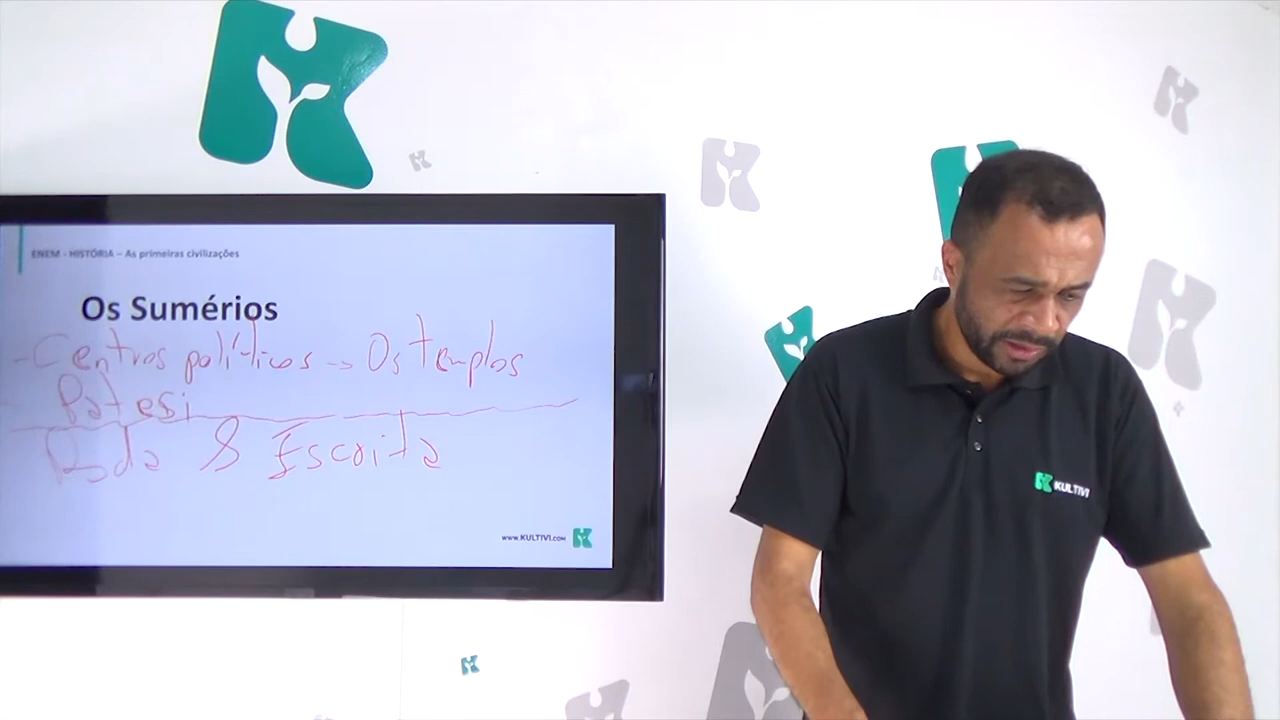 ENEM - HISTÓRIA – As primeiras civilizações
Os Sumérios
- Centros políticos -> Os templos
Patesi
Roda & Escrita
www.KULTIVI.COM
KULTIVI